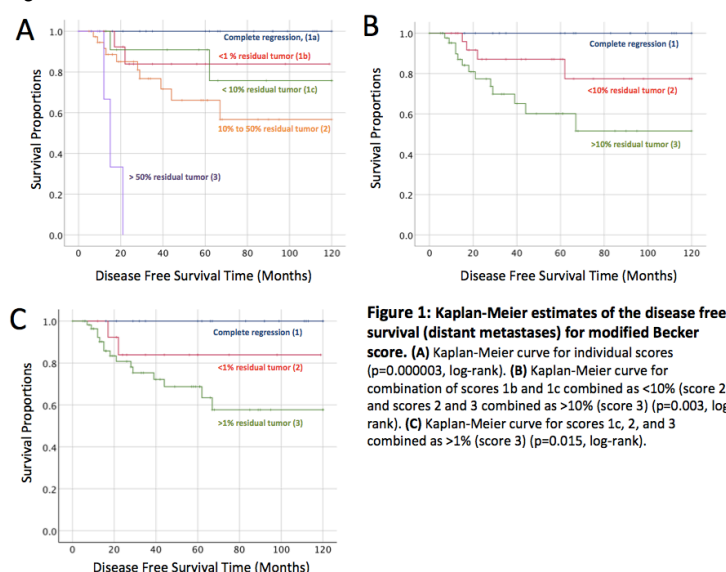 A
Survival Proportions
1.0
0.8
0.6
0.4
0.2
0.0
Complete regression, (1a)
<1 % residual tumor (1b)
< 10% residual tumor (1c)
10% to 50% residual tumor (2)
> 50% residual tumor (3)
0 20 40 60 80 100 120
Disease Free Survival Time (Months)
B
Survival Proportions
1.0
0.8
0.6
0.4
0.2
0.0
Complete regression (1)
<10% residual tumor (2)
>10% residual tumor (3)
0 20 40 60 80 100 120
Disease Free Survival Time (Months)
C
Survival Proportions
1.0
0.8
0.6
0.4
0.2
0.0
Complete regression (1)
<1% residual tumor (2)
>1% residual tumor (3)
0 20 40 60 80 100 120
Disease Free Survival Time (Months)
Figure 1: Kaplan-Meier estimates of the disease free
survival (distant metastases) for modified Becker
score. (A) Kaplan-Meier curve for individual scores
(p=0.000003, log-rank). (B) Kaplan-Meier curve for
combination of scores 1b and 1c combined as <10% (score 2
and scores 2 and 3 combined as >10% (score 3) (p=0.003, log
rank). (C) Kaplan-Meier curve for scores 1c, 2, and 3
combined as >1% (score 3) (p=0.015, log-rank).